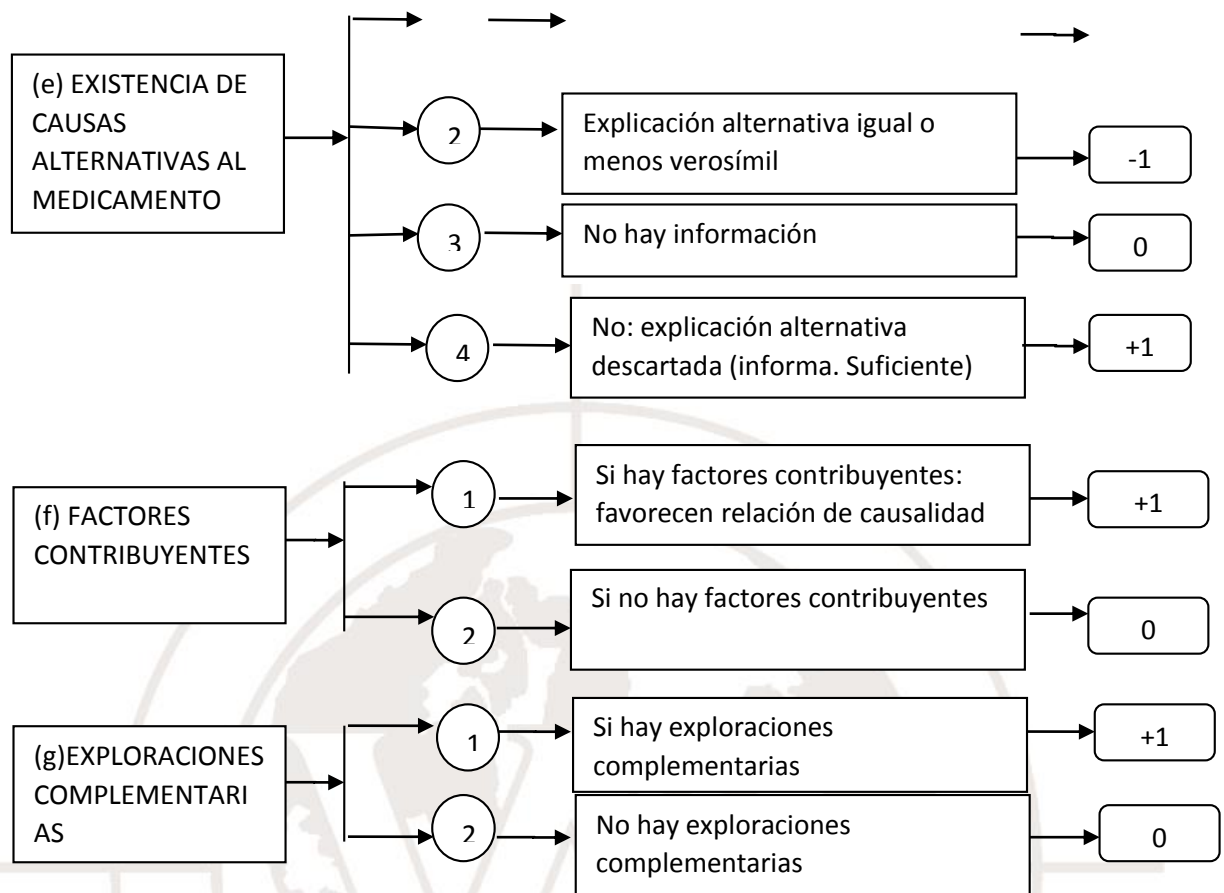 (e) EXISTENCIA DE
CAUSAS
ALTERNATIVAS AL
MEDICAMENTO
2
Explicación alternativa igual o
menos verosímil
-1
3
No hay información
0
4
No: explicación alternativa
descartada (informa. Suficiente)
+1
(f) FACTORES
CONTRIBUYENTES
1
Si hay factores contribuyentes:
favorecen relación de causalidad
+1
2
Si no hay factores contribuyentes
0
(g)EXPLORACIONES
COMPLEMENTARI
AS
1
Si hay exploraciones
complementarias
+1
2
No hay exploraciones
complementarias
0